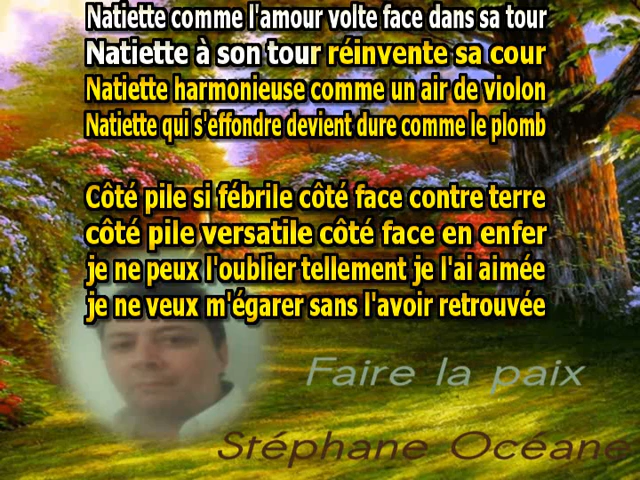 Natiette comme l'amour volte face dans sa tour
Natiette à son tour réinvente sa cour
Natiette harmonieuse comme un air de violon
Natiette qui s'effondre devient dure comme le plomb
Côté pile si fébrile côté face contre terre
côté pile versatile côté face en enfer
je ne peux l'oublier tellement je l'ai aimée
je ne veux m'égarer sans l'avoir retrouvée
Faire la paix
Stéphane Océane